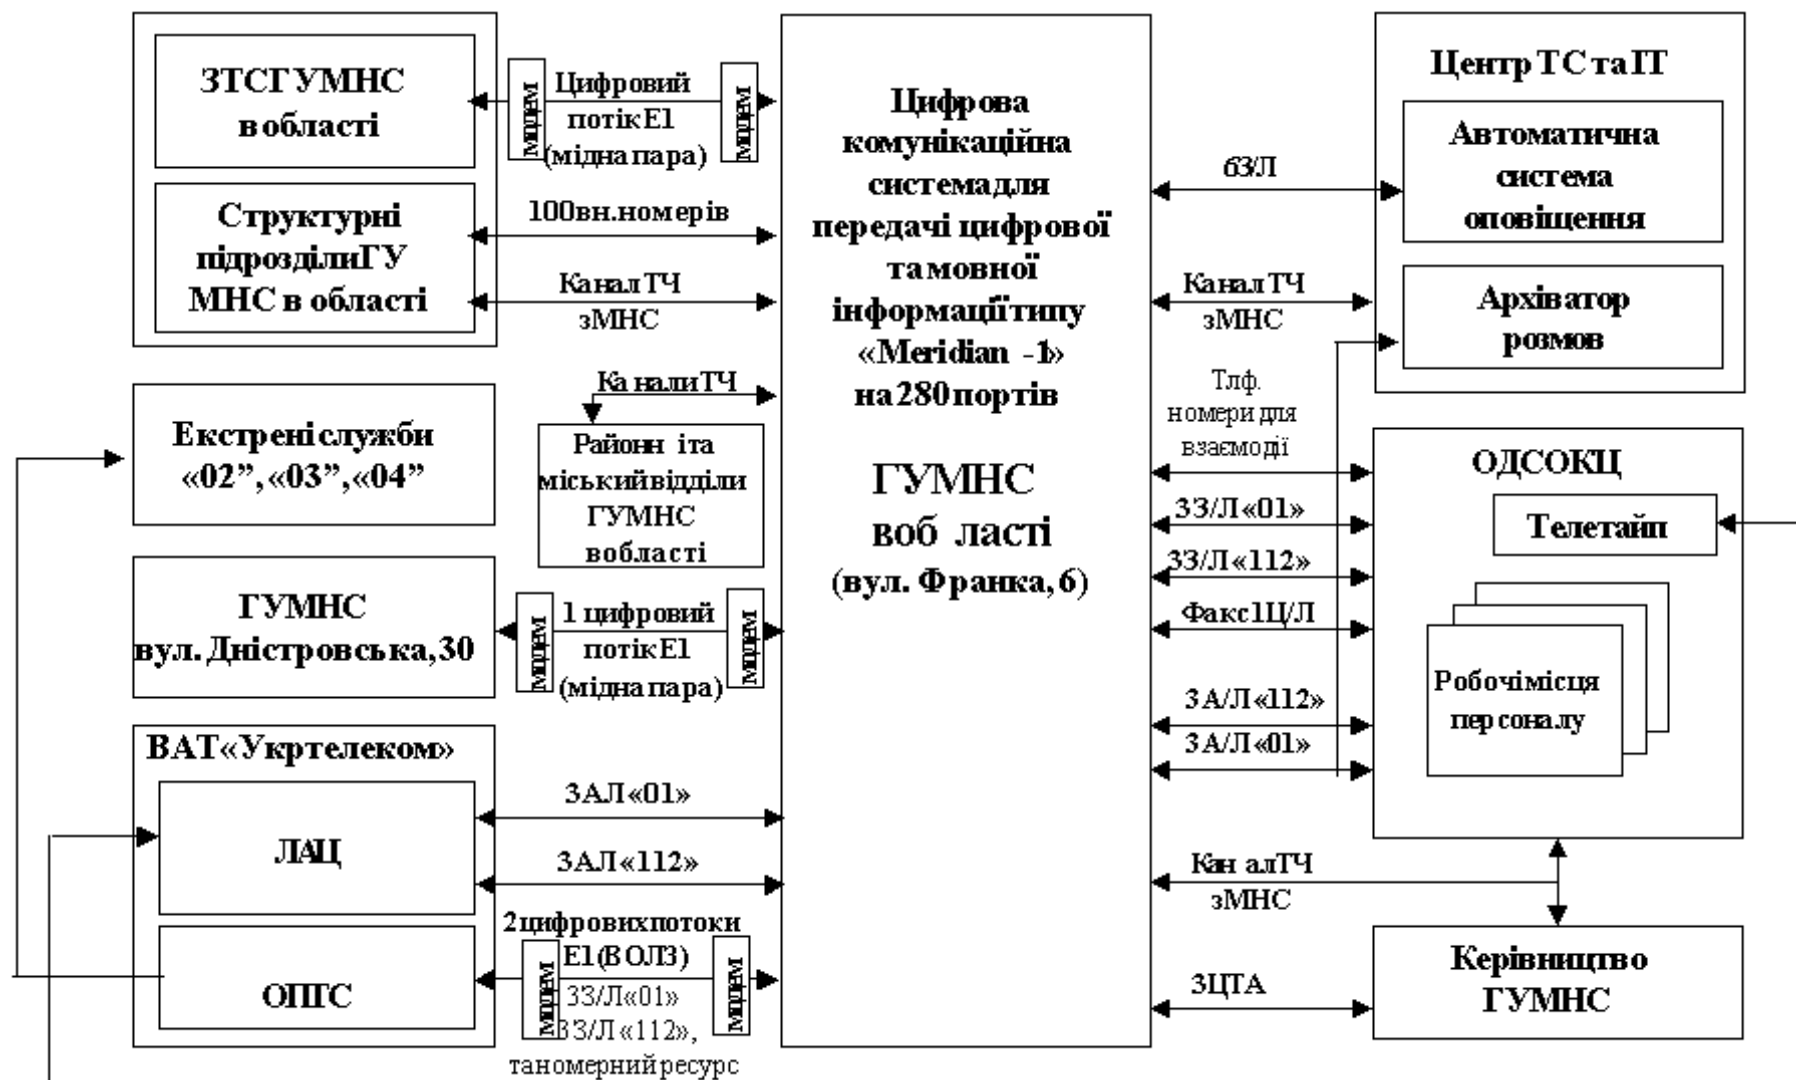 ЗТСГУМНС
в області
Структурні
підрозділи ГУ
МНС в області
модем
Цифровий
потік Е1
(мідна пара)
модем
100 вн. номерів
Канал ТЧ
з МНС
Канали ТЧ
Районн і та
міський відділи
ГУМНС
в області
Екстрені служби
«02”, «03”, «04”
ГУМНС
вул. Дністровська, 30
модем
1 цифровий
потік Е1
(мідна пара)
модем
ВАТ «Укртелеком»
ЛАЦ
ОПТС
ЗАЛ «01»
ЗАЛ «112»
2 цифрових потоки
Е1 (ВОЛЗ)
модем
модем
ЗЗ/Л «01»
ЗЗ/Л «112»,
та номерний ресурс
Цифрова
комунікаційна
система для
передачі цифрової
та мовної
інформації типу
«Meridian -1»
на 280 портів
ГУМНС
в об ласті
(вул. Франка, 6)
6З/Л
Канал ТЧ
з МНС
Тлф.
номери для
взаємодії
ЗЗ/Л «01»
ЗЗ/Л «112»
Факс 1Ц/Л
ЗА/Л «112»
ЗА/Л «01»
Кан ал ТЧ
з МНС
ЗЦТА
Центр ТС та ІТ
Автоматична
система
оповіщення
Архіватор
розмов
ОДСОКЦ
Телетайп
Робочі місця
персоналу
Керівництво
ГУМНС